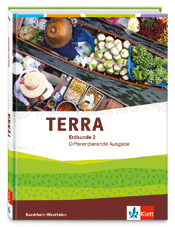 TERRA
Erdkunde 2
Differenzierende Ausgabe
Nordrhein-Westfalen
Klett